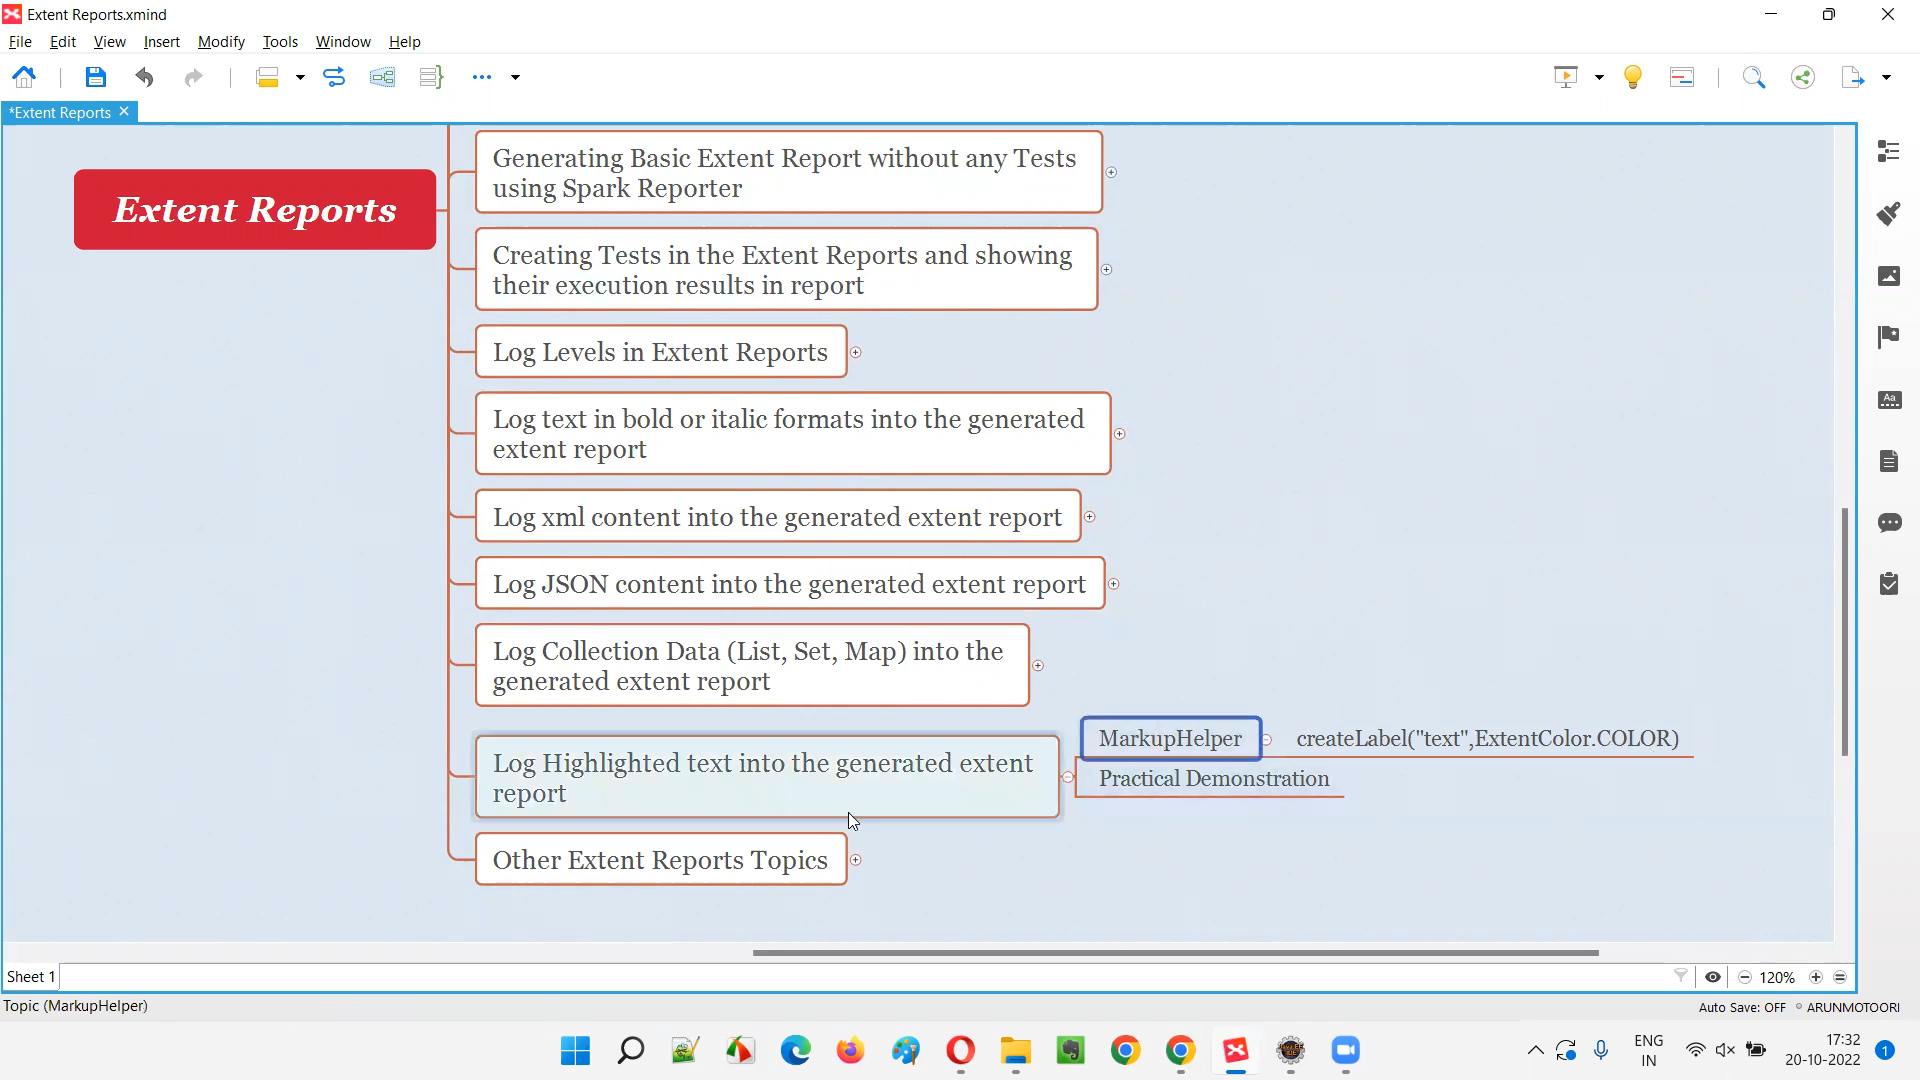 Extent Reports.xmind
File Edit View Insert Modify Tools Window Help
*Extent Reports
Extent Reports
Generating Basic Extent Report without any Tests
using Spark Reporter
Creating Tests in the Extent Reports and showing
their execution results in report
Log Levels in Extent Reports
Log text in bold or italic formats into the generated
extent report
Log xml content into the generated extent report
Log JSON content into the generated extent report
Log Collection Data (List, Set, Map) into the
generated extent report
Log Highlighted text into the generated extent
report
MarkupHelper
createLabel("text",ExtentColor.COLOR)
Practical Demonstration
Other Extent Reports Topics
Sheet 1
120%
Topic (MarkupHelper)
Auto Save: OFF
ARUNMOTOORI
ENG
IN
17:32
20-10-2022
1
Aa